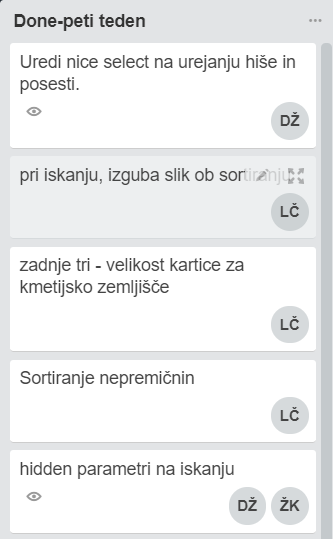 Done-peti teden
Uredi nice select na urejanju hiše in
posesti.
DŽ
pri iskanju, izguba slik ob sortiranju
LČ
zadnje tri - velikost kartice za
kmetijsko zemljišče
LČ
Sortiranje nepremičnin
LČ
hidden parametri na iskanju
DŽ ŽK